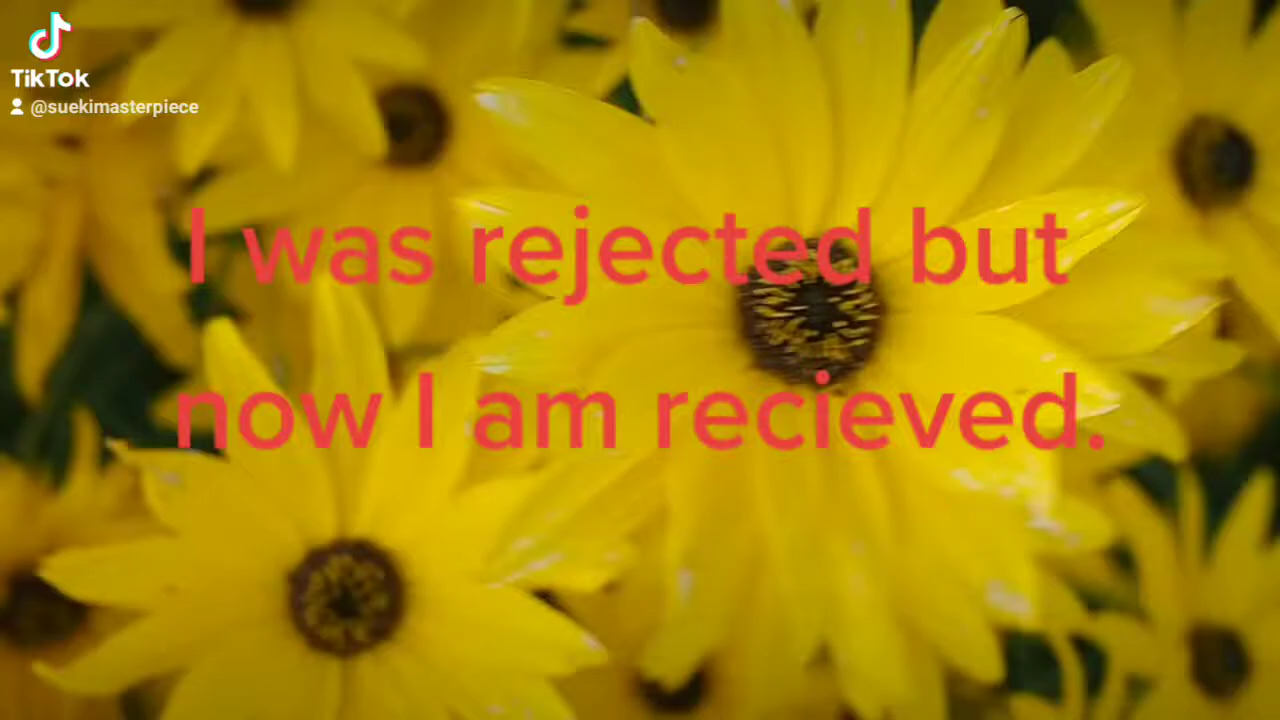 TikTok
@suekimasterpiece
I was rejected but
now I am recieved.